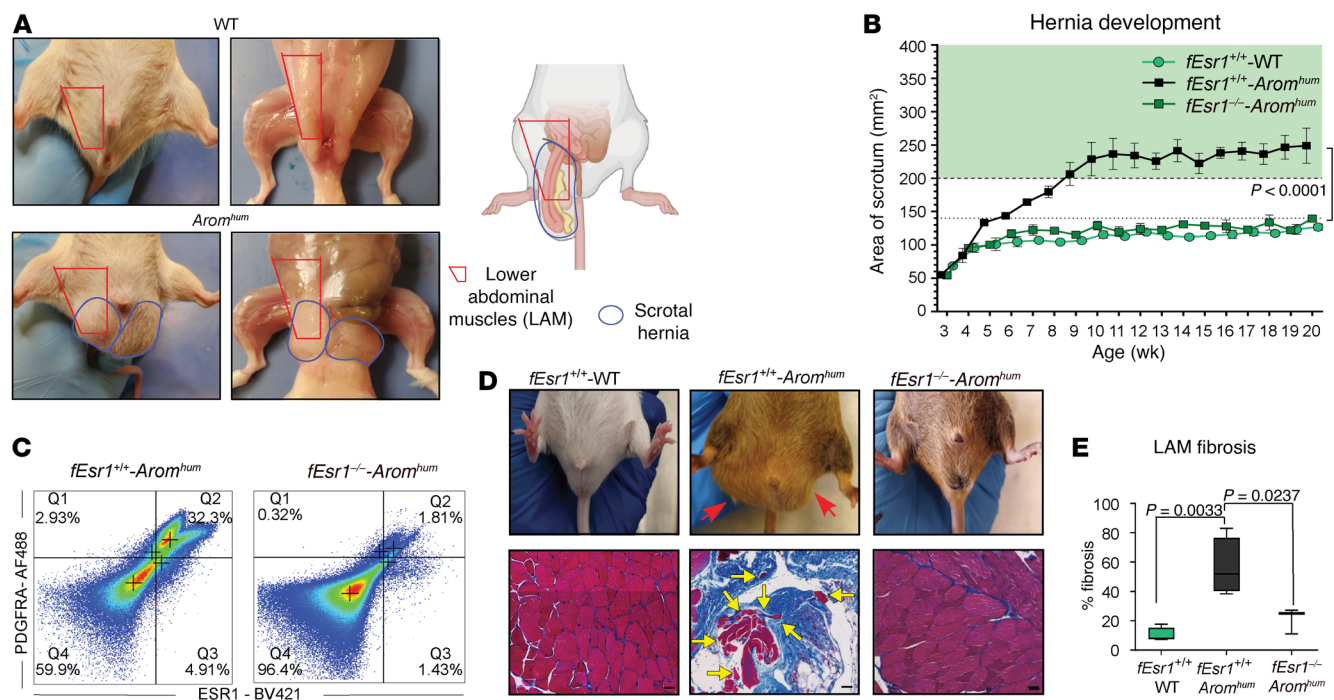 A
WT
Arom^hum
Lower
abdominal
muscles (LAM)
Scrotal
hernia
B
Hernia development
400
350
300
250
200
150
100
50
0
Area of scrotum (mm²)
fEsr1^+/+-WT
fEsr1^+/+-Arom^hum
fEsr1^–/–-Arom^hum
P < 0.0001
3 4 5 6 7 8 9 10 11 12 13 14 15 16 17 18 19 20
Age (wk)
C
fEsr1^+/+-Arom^hum
fEsr1^–/–-Arom^hum
Q1
2.93%
Q2
32.3%
Q4
59.9%
Q3
4.91%
Q1
0.32%
Q2
1.81%
Q4
96.4%
Q3
1.43%
PDGFRA- AF488
ESR1 - BV421
D
fEsr1^+/+-WT
fEsr1^+/+-Arom^hum
fEsr1^–/–-Arom^hum
E
LAM fibrosis
P = 0.0033
P = 0.0237
100
80
60
40
20
0
% fibrosis
fEsr1^+/+
WT
fEsr1^+/+
Arom^hum
fEsr1^–/–
Arom^hum